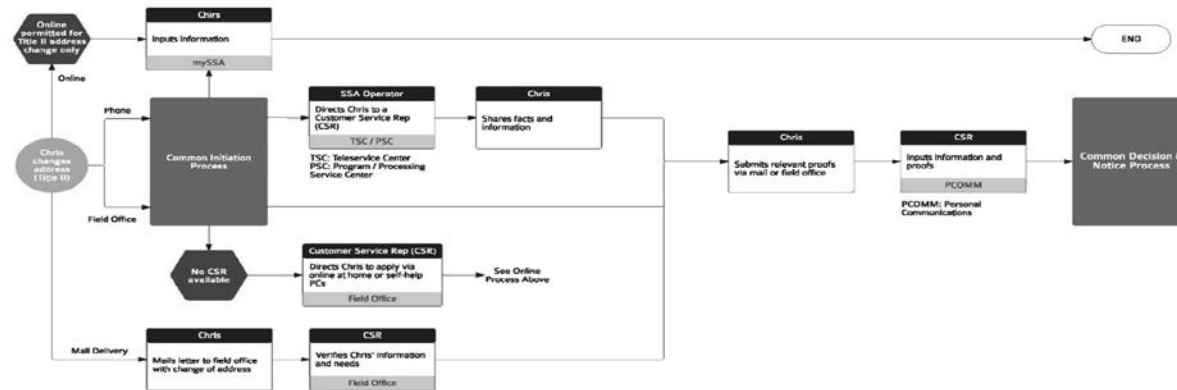 Online
permitted for
Title II address
change only
Chirs
Inputs Information
mySSA
END
Online
Phone
SSA Operator
Directs Chris to a
Customer Service Rep
(CSR)
TSC / PSC
TSC: Teleservice Center
PSC: Program / Processing
Service Center
Chris
Shares facts and
information
Chris
changes
address
(Title II)
Common Initiation
Process
Chris
Submits relevant proofs
via mail or field office
CSR
Inputs information and
proofs
PCOMM
PCOMM: Personal
Communications
Common Decision &
Notice Process
Field Office
No CSR
available
Customer Service Rep (CSR)
Directs Chris to apply via
online at home or self-help
PCs
Field Office
See Online
Process Above
Mail Delivery
Chris
Mails letter to field office
with change of address
CSR
Verifies Chris' information
and needs
Field Office